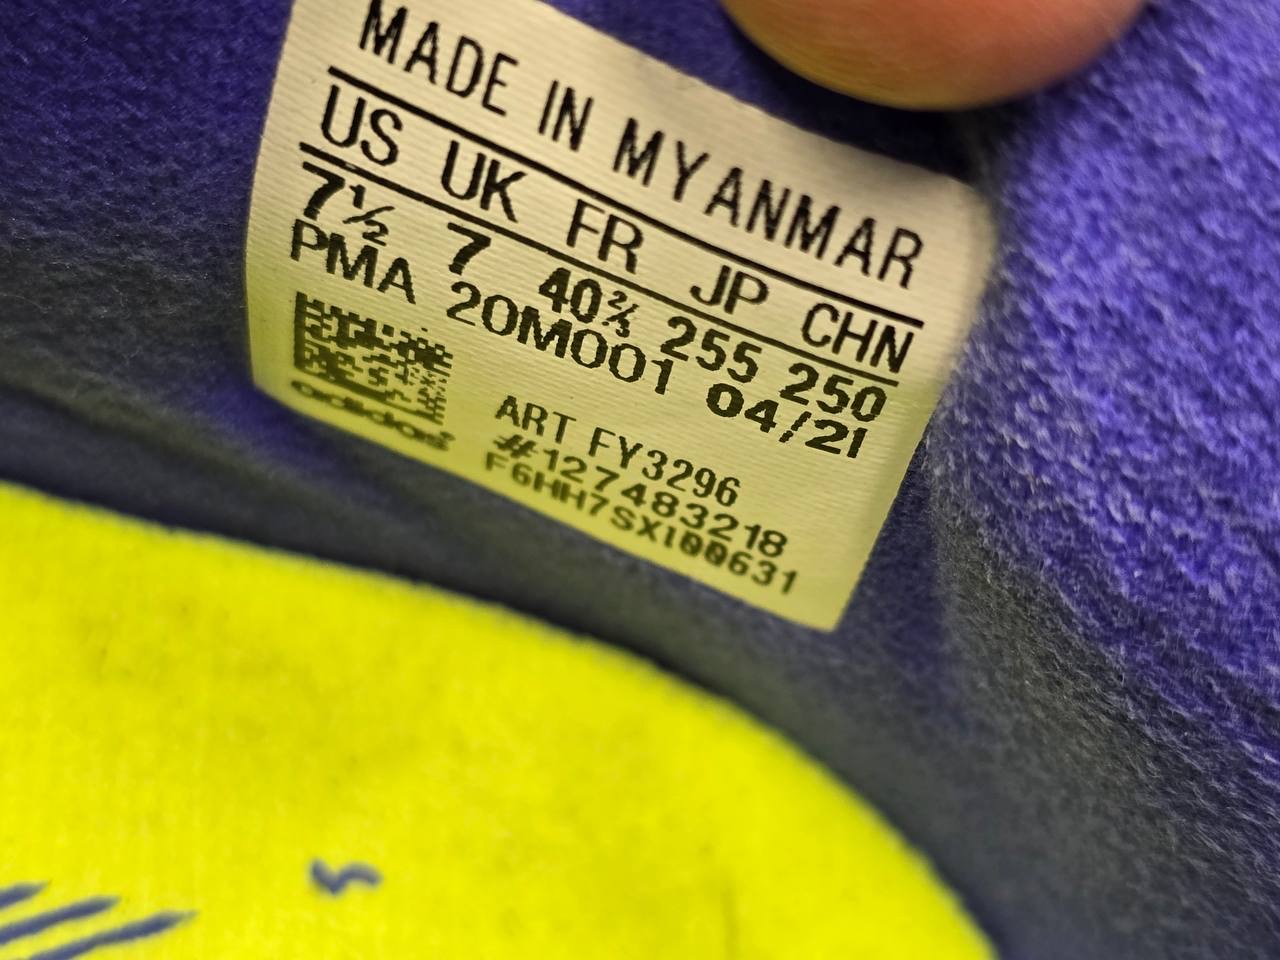 MADE IN MYANMAR
US UK FR JP CHN
7½ 7 40⅔ 255 250
PMA 20M001 04/21
adidas
ART FY3296
#127483218
F6HH7SX100631